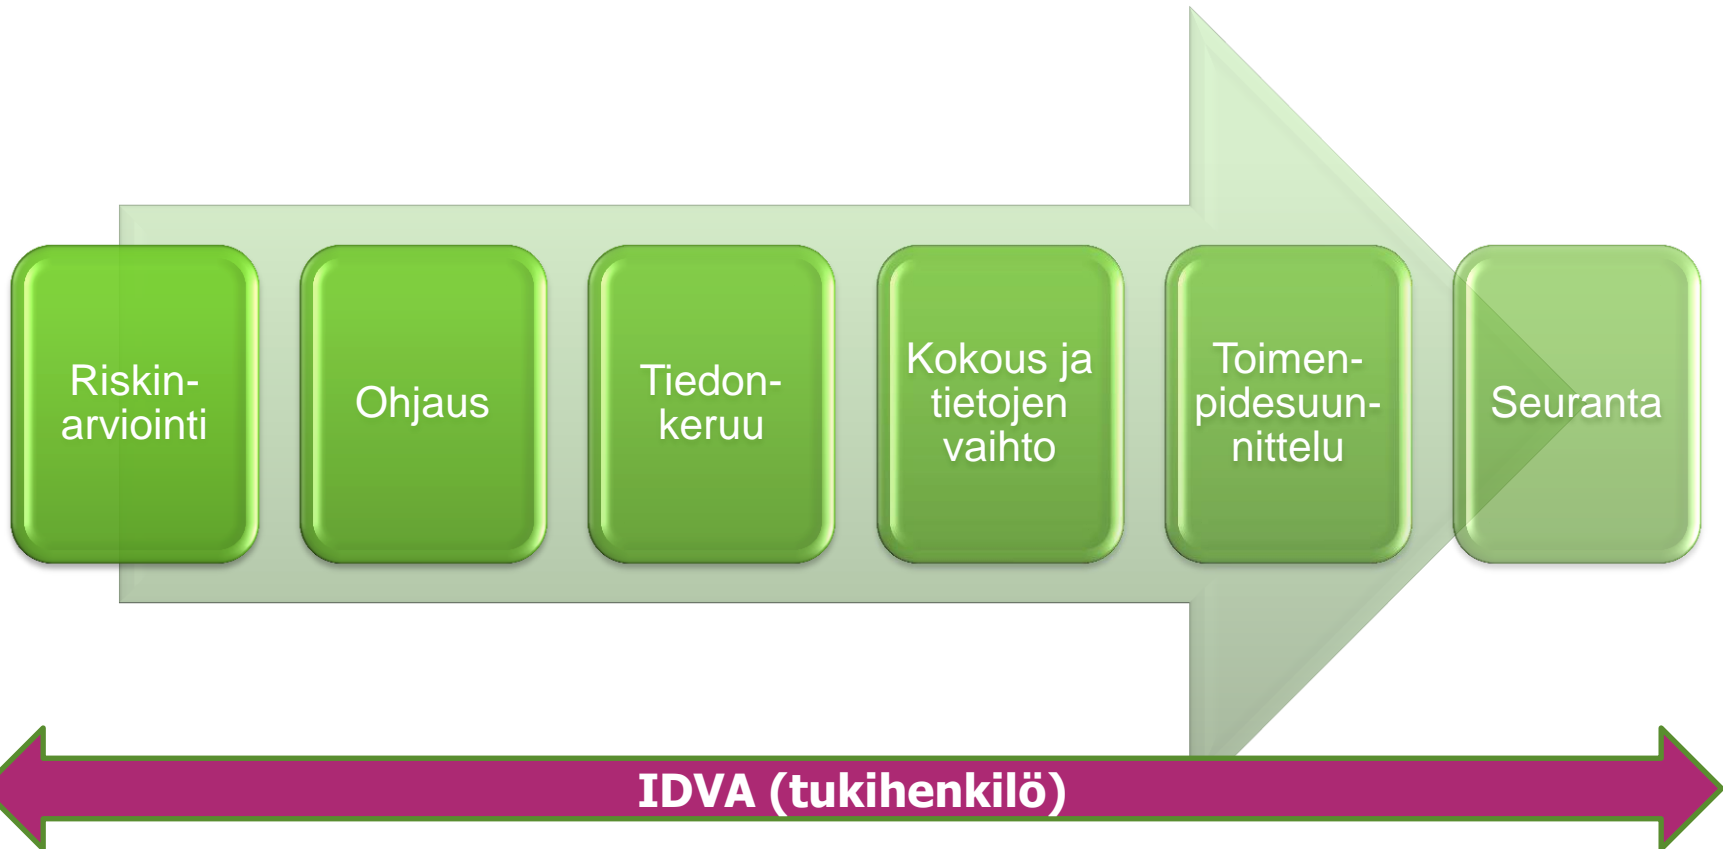 Riskin-
arviointi
Ohjaus
Tiedon-
keruu
Kokous ja
tietojen
vaihto
Toimen-
pidesuun-
nittelu
Seuranta
IDVA (tukihenkilö)